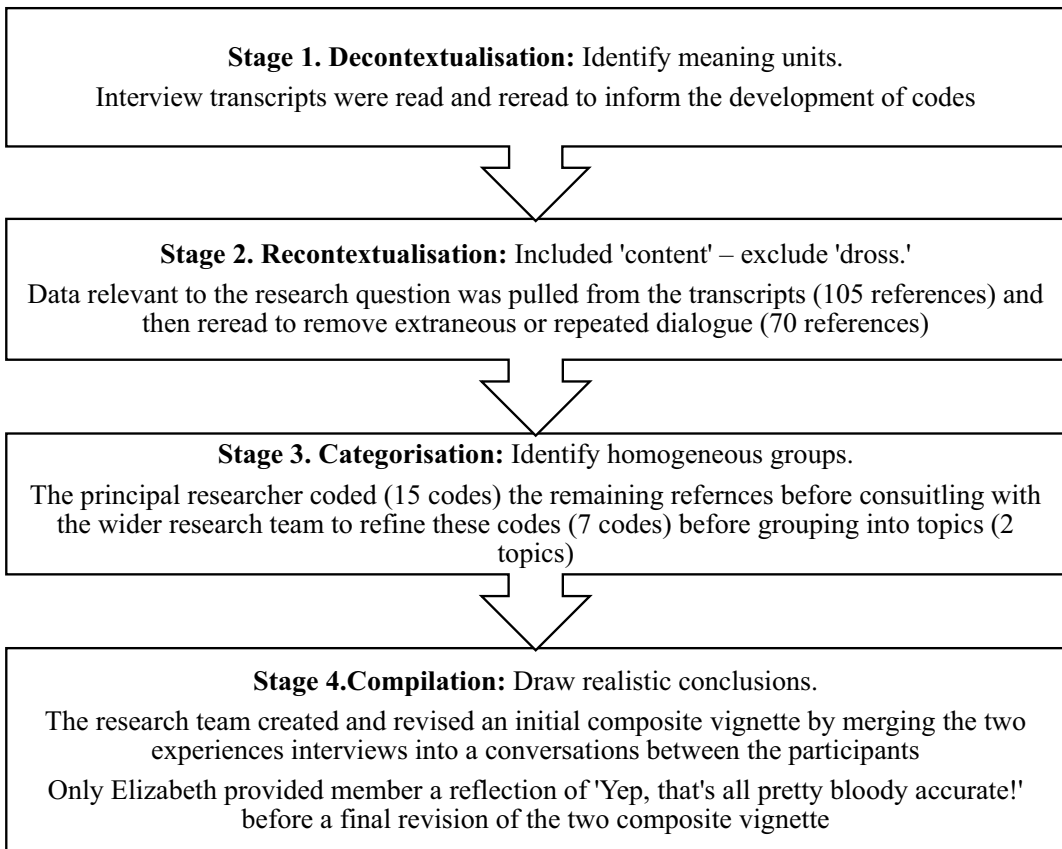 Stage 1. Decontextualisation: Identify meaning units.
Interview transcripts were read and reread to inform the development of codes
Stage 2. Recontextualisation: Included 'content' – exclude 'dross.'
Data relevant to the research question was pulled from the transcripts (105 references) and
then reread to remove extraneous or repeated dialogue (70 references)
Stage 3. Categorisation: Identify homogeneous groups.
The principal researcher coded (15 codes) the remaining refernces before consuitling with
the wider research team to refine these codes (7 codes) before grouping into topics (2
topics)
Stage 4.Compilation: Draw realistic conclusions.
The research team created and revised an initial composite vignette by merging the two
experiences interviews into a conversations between the participants
Only Elizabeth provided member a reflection of 'Yep, that's all pretty bloody accurate!'
before a final revision of the two composite vignette